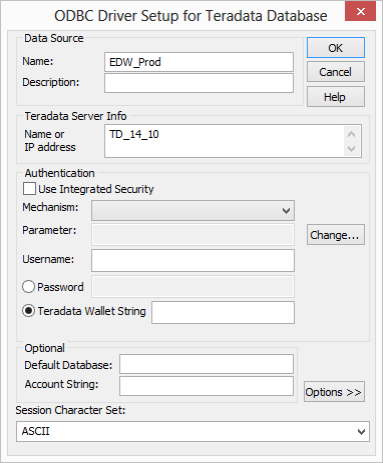 ODBC Driver Setup for Teradata Database
Data Source
Name:
EDW_Prod
OK
Description:
Cancel
Help
Teradata Server Info
Name or
IP address
TD_14_10
Authentication
Use Integrated Security
Mechanism:
Parameter:
Change...
Username:
Password
Teradata Wallet String
Optional
Default Database:
Account String:
Options >>
Session Character Set:
ASCII